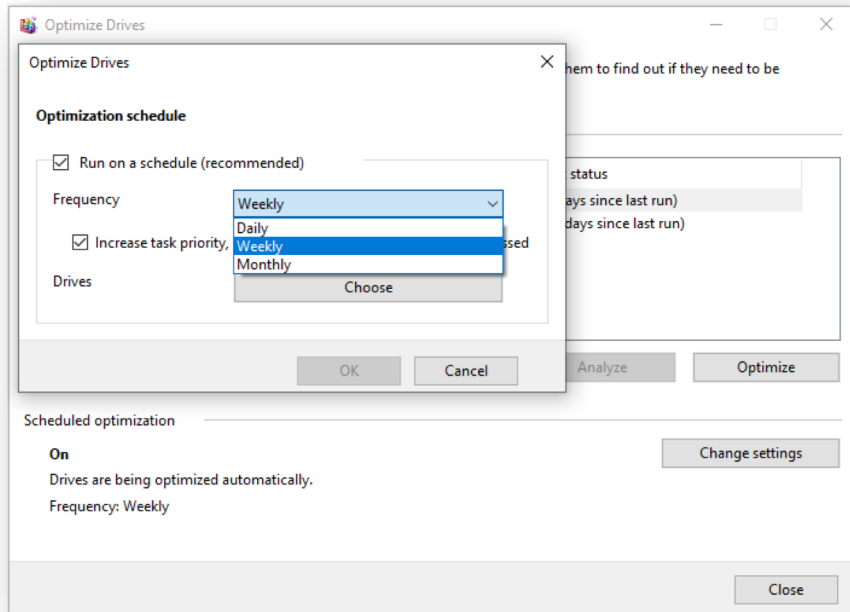 Optimize Drives
Optimize Drives
hem to find out if they need to be
Optimization schedule
Run on a schedule (recommended)
status
Frequency
Weekly
ays since last run)
days since last run)
Daily
Increase task priority,
Weekly
ssed
Monthly
Drives
Choose
OK
Cancel
Analyze
Optimize
Scheduled optimization
On
Change settings
Drives are being optimized automatically.
Frequency: Weekly
Close